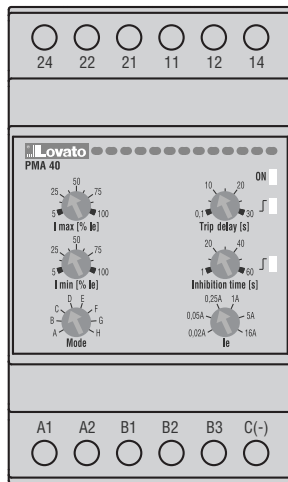 24 22 21 11 12 14
Lovato
PMA 40
ON
5 25 50 75 100
I max [% Ie]
0,1 10 20 30
Trip delay [s]
5 25 50 75 100
I min [% Ie]
1 20 40 60
Inhibition time [s]
A B C D E F G H
Mode
0,02A 0,05A 0,25A 1A 5A 16A
Ie
A1 A2 B1 B2 B3 C(-)